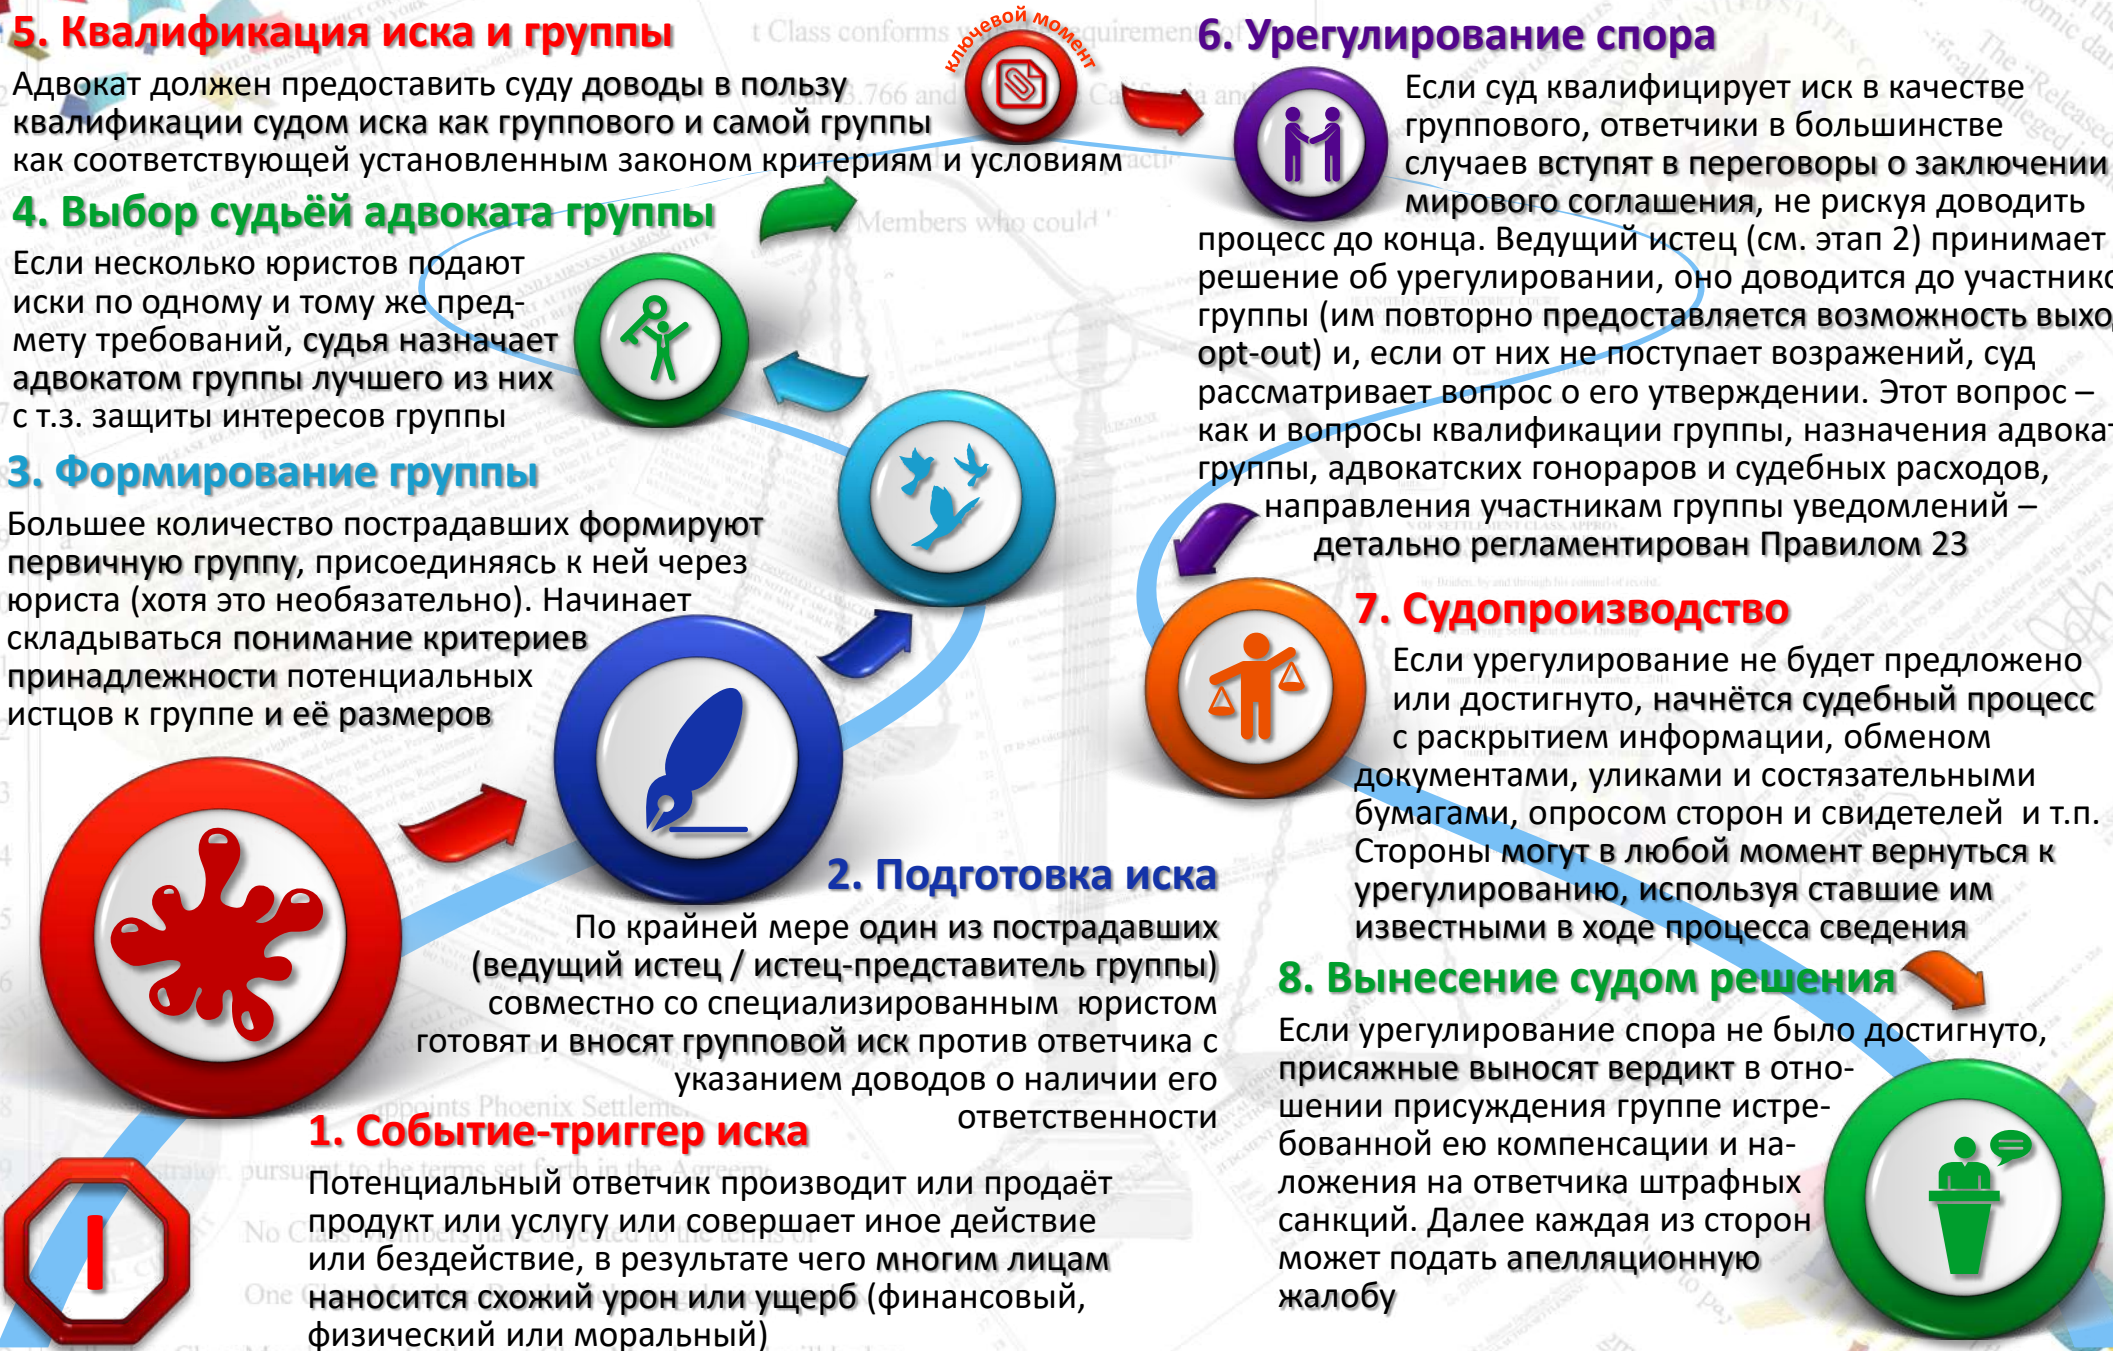 5. Квалификация иска и группы
Адвокат должен предоставить суду доводы в пользу
квалификации судом иска как группового и самой группы
как соответствующей установленным законом критериям и условиям
ключевой момент
4. Выбор судьёй адвоката группы
Если несколько юристов подают
иски по одному и тому же пред-
мету требований, судья назначает
адвокатом группы лучшего из них
с т.з. защиты интересов группы
3. Формирование группы
Большее количество пострадавших формируют
первичную группу, присоединяясь к ней через
юриста (хотя это необязательно). Начинает
складываться понимание критериев
принадлежности потенциальных
истцов к группе и её размеров
2. Подготовка иска
По крайней мере один из пострадавших
(ведущий истец / истец-представитель группы)
совместно со специализированным юристом
готовят и вносят групповой иск против ответчика с
указанием доводов о наличии его
ответственности
1. Событие-триггер иска
Потенциальный ответчик производит или продаёт
продукт или услугу или совершает иное действие
или бездействие, в результате чего многим лицам
наносится схожий урон или ущерб (финансовый,
физический или моральный)
I
6. Урегулирование спора
Если суд квалифицирует иск в качестве
группового, ответчики в большинстве
случаев вступят в переговоры о заключении
мирового соглашения, не рискуя доводить
процесс до конца. Ведущий истец (см. этап 2) принимает
решение об урегулировании, оно доводится до участнико
группы (им повторно предоставляется возможность выхо
opt-out) и, если от них не поступает возражений, суд
рассматривает вопрос о его утверждении. Этот вопрос –
как и вопросы квалификации группы, назначения адвокат
группы, адвокатских гонораров и судебных расходов,
направления участникам группы уведомлений –
детально регламентирован Правилом 23
7. Судопроизводство
Если урегулирование не будет предложено
или достигнуто, начнётся судебный процесс
с раскрытием информации, обменом
документами, уликами и состязательными
бумагами, опросом сторон и свидетелей и т.п.
Стороны могут в любой момент вернуться к
урегулированию, используя ставшие им
известными в ходе процесса сведения
8. Вынесение судом решения
Если урегулирование спора не было достигнуто,
присяжные выносят вердикт в отно-
шении присуждения группе истре-
бованной ею компенсации и на-
ложения на ответчика штрафных
санкций. Далее каждая из сторон
может подать апелляционную
жалобу